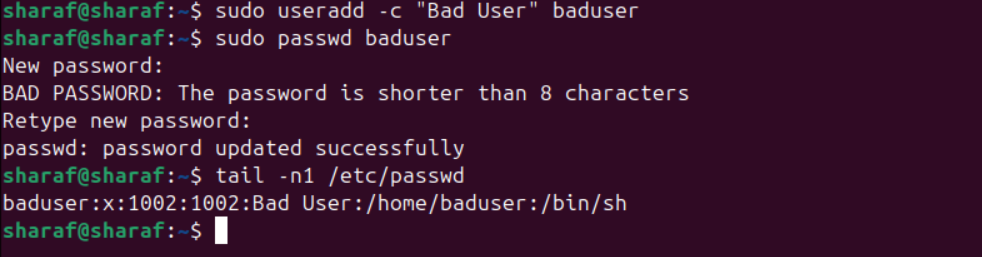 sharaf@sharaf:~$ sudo useradd -c "Bad User" baduser
sharaf@sharaf:~$ sudo passwd baduser
New password:
BAD PASSWORD: The password is shorter than 8 characters
Retype new password:
passwd: password updated successfully
sharaf@sharaf:~$ tail -n1 /etc/passwd
baduser:x:1002:1002:Bad User:/home/baduser:/bin/sh
sharaf@sharaf:~$